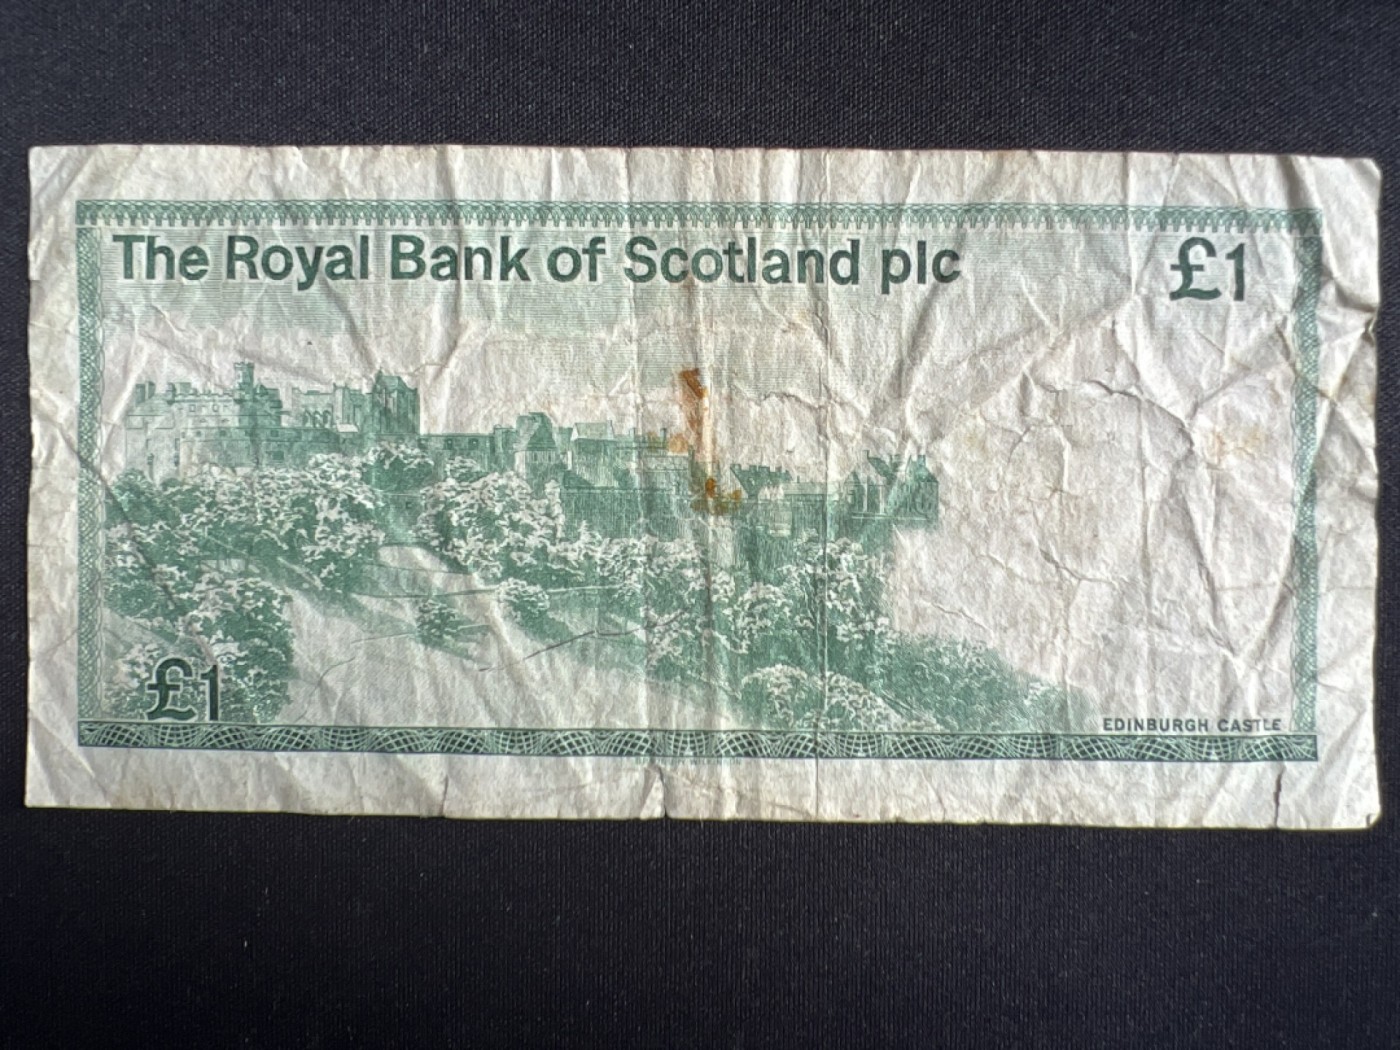 The Royal Bank of Scotland plc £1
£1
EDINBURGH CASTLE